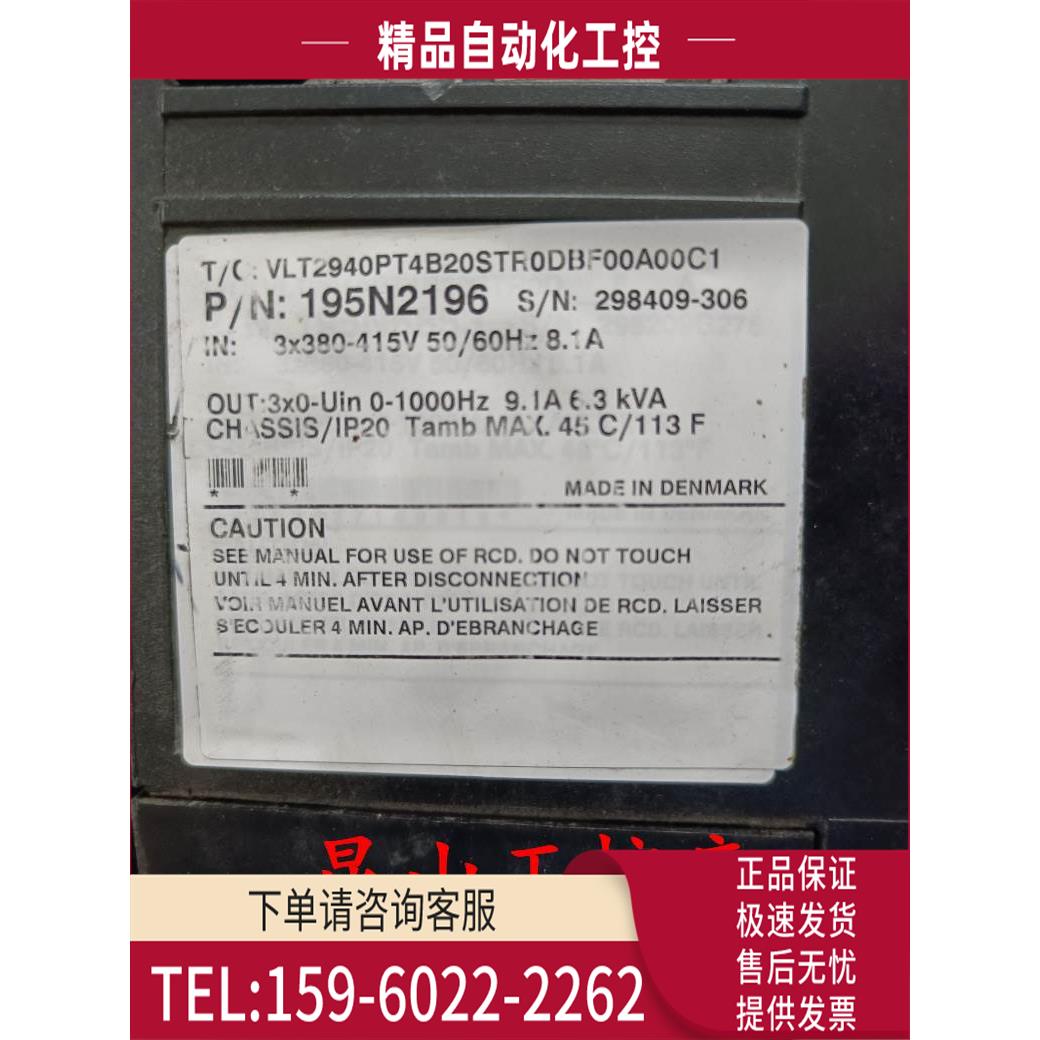 精品自动化工控
T/C: VLT2940PT4B20STR0DBF00A00C1
P/N: 195N2196 S/N: 298409-306
IN: 3x380-415V 50/60Hz 8.1A
OUT:3x0-Uin 0-1000Hz 9.1A 6.3 kVA
CHASSIS/IP20 Tamb MAX. 45 C/113 F
* *
MADE IN DENMARK
CAUTION
SEE MANUAL FOR USE OF RCD. DO NOT TOUCH
UNTIL 4 MIN. AFTER DISCONNECTION
VOIR MANUEL AVANT L'UTILISATION DE RCD. LAISSER
S'ECOULER 4 MIN. AP. D'EBRANCHAGE
下单请咨询客服
TEL:159-6022-2262
正品保证
极速发货
售后无忧
提供发票